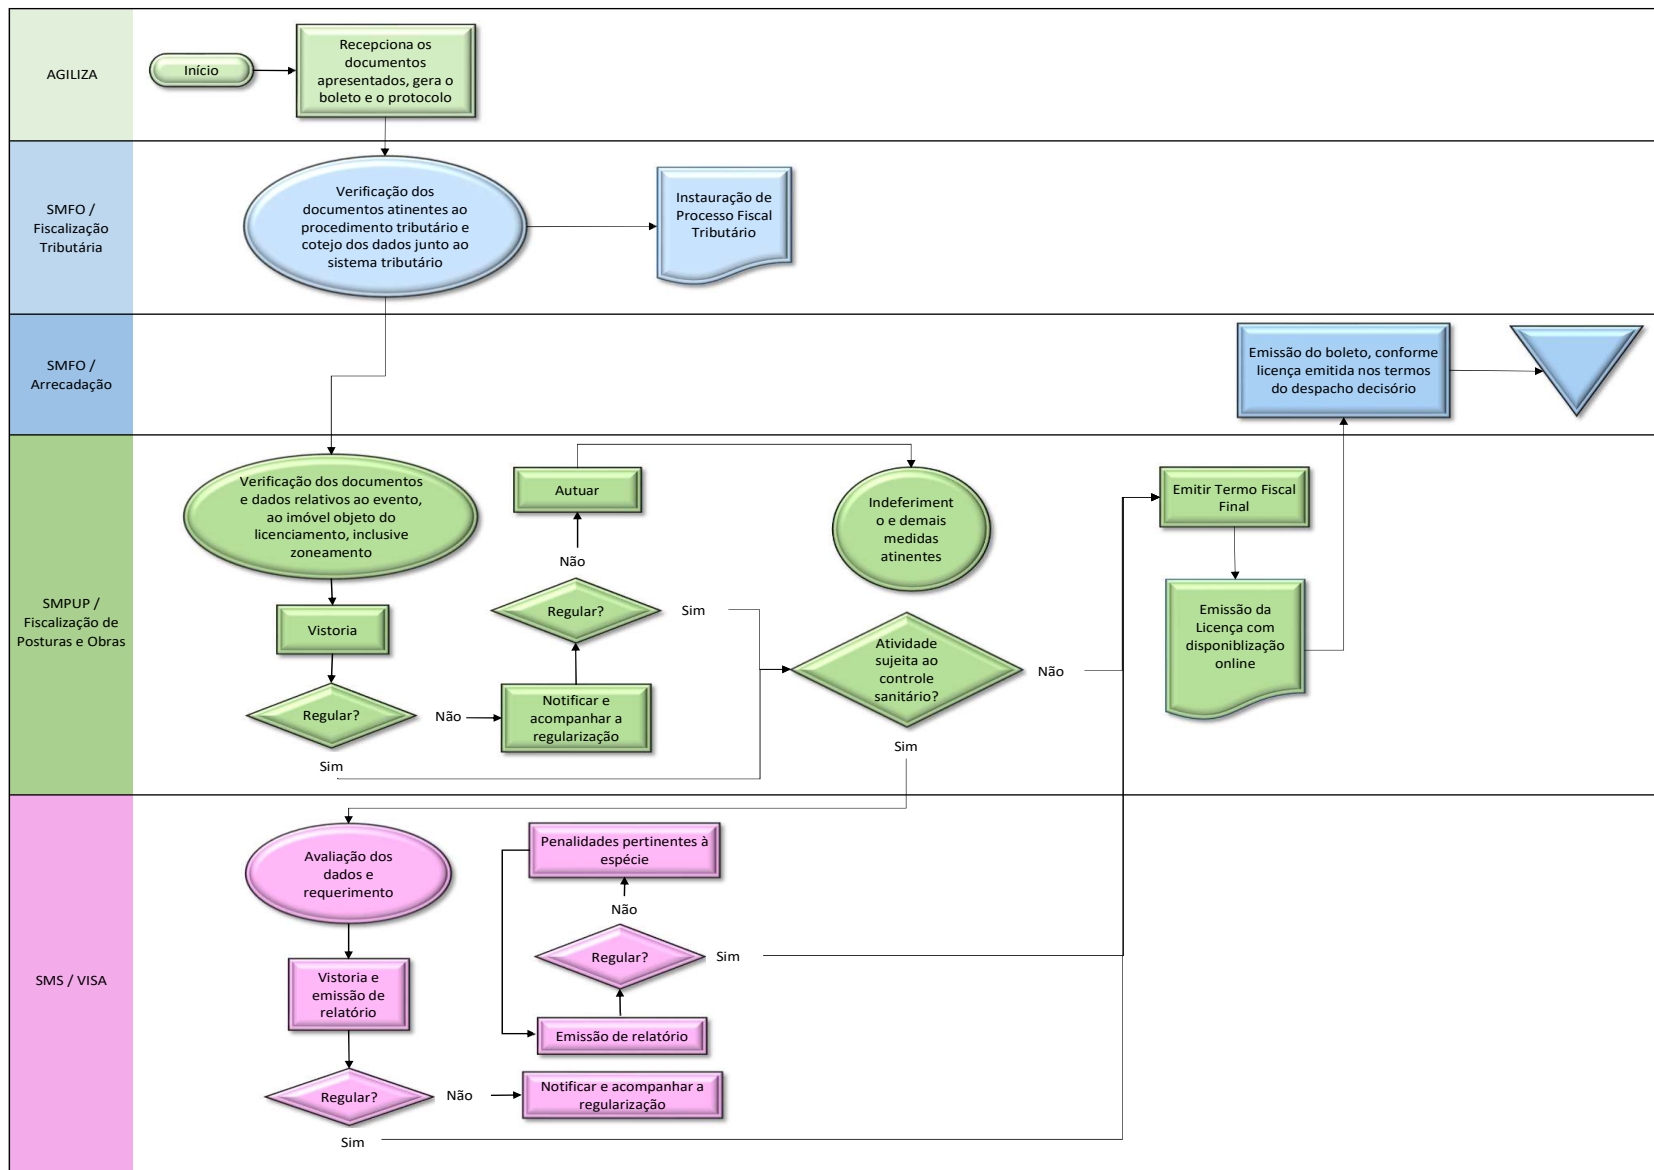 AGILIZA
Início
Recepciona os
documentos
apresentados, gera o
boleto e o protocolo
SMFO /
Fiscalização
Tributária
Verificação dos
documentos atinentes ao
procedimento tributário e
cotejo dos dados junto ao
sistema tributário
Instauração de
Processo Fiscal
Tributário
SMFO /
Arrecadação
Emissão do boleto, conforme
licença emitida nos termos
do despacho decisório
SMPUP /
Fiscalização de
Posturas e Obras
Verificação dos documentos
e dados relativos ao evento,
ao imóvel objeto do
licenciamento, inclusive
zoneamento
Vistoria
Regular?
Não
Sim
Notificar e
acompanhar a
regularização
Regular?
Não
Sim
Autuar
Indeferiment
o e demais
medidas
atinentes
Atividade
sujeita ao
controle
sanitário?
Não
Sim
Emitir Termo Fiscal
Final
Emissão da
Licença com
disponiblização
online
SMS / VISA
Avaliação dos
dados e
requerimento
Vistoria e
emissão de
relatório
Regular?
Não
Sim
Notificar e acompanhar a
regularização
Emissão de relatório
Regular?
Sim
Não
Penalidades pertinentes à
espécie